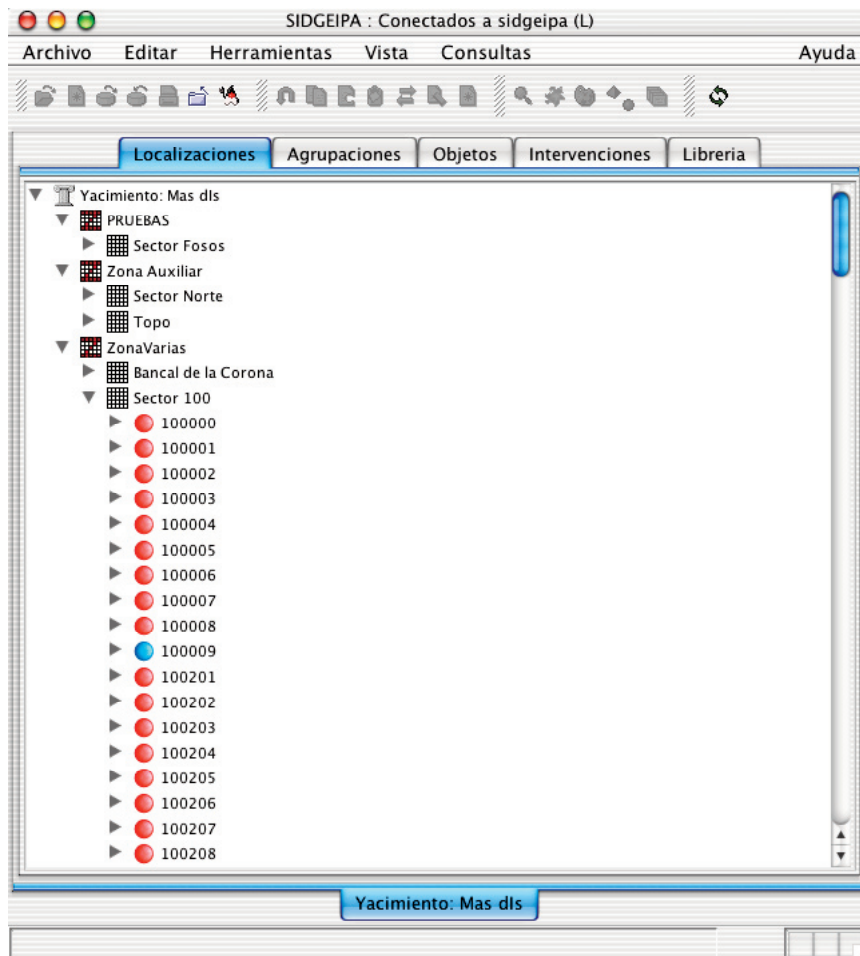 SIDGEIPA : Conectados a sidgeipa (L)
Archivo Editar Herramientas Vista Consultas Ayuda
Localizaciones Agrupaciones Objetos Intervenciones Libreria
Yacimiento: Mas dIs
PRUEBAS
Sector Fosos
Zona Auxiliar
Sector Norte
Topo
ZonaVarias
Bancal de la Corona
Sector 100
100000
100001
100002
100003
100004
100005
100006
100007
100008
100009
100201
100202
100203
100204
100205
100206
100207
100208
Yacimiento: Mas dIs